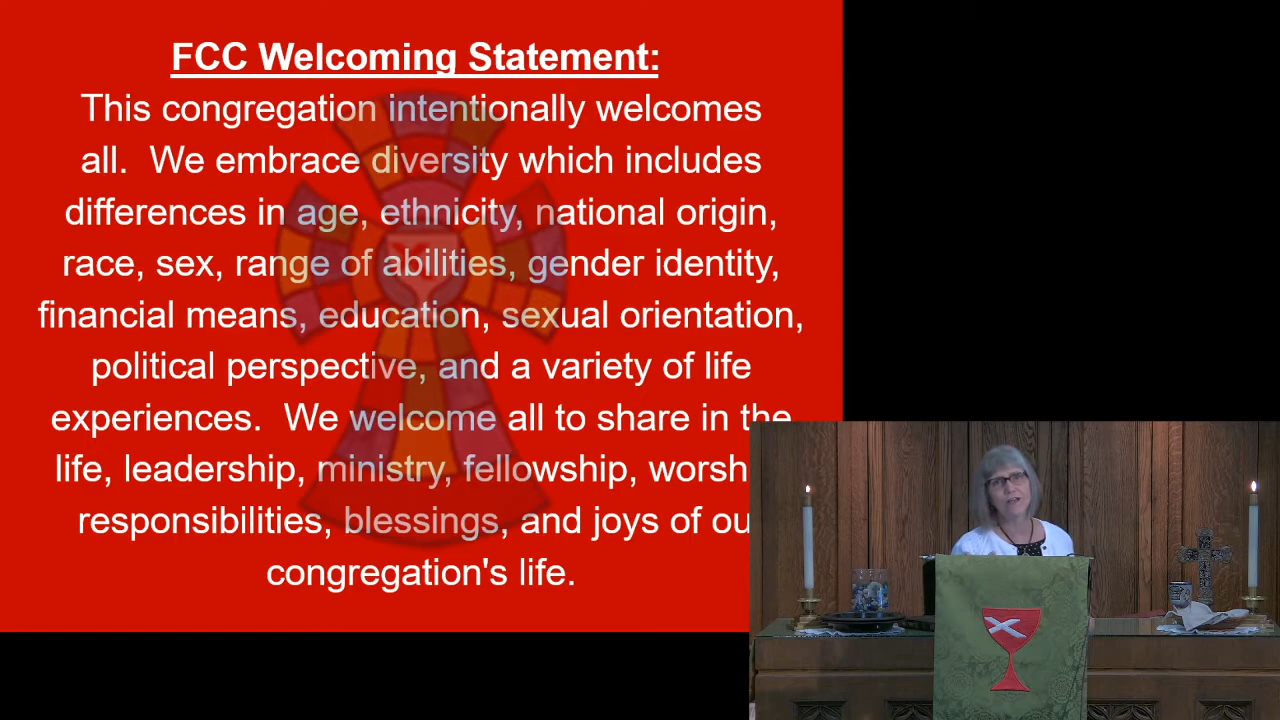 FCC Welcoming Statement:
This congregation intentionally welcomes
all.  We embrace diversity which includes
differences in age, ethnicity, national origin,
race, sex, range of abilities, gender identity,
financial means, education, sexual orientation,
political perspective, and a variety of life
experiences.  We welcome all to share in the
life, leadership, ministry, fellowship,
responsibilities, blessings, and joys of
congregation's life.